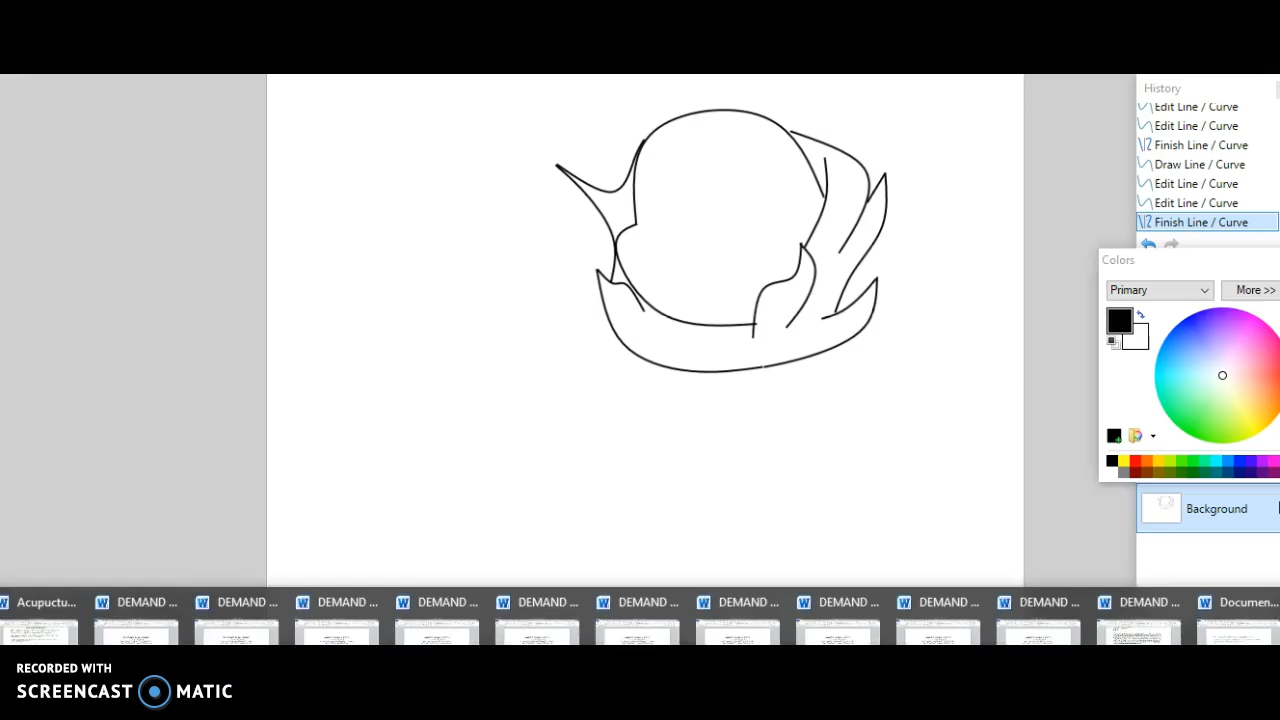 History
Edit Line / Curve
Edit Line / Curve
Finish Line / Curve
Draw Line / Curve
Edit Line / Curve
Edit Line / Curve
Finish Line / Curve
Colors
Primary
More >>
Background
Acupunctu... DEMAND ... DEMAND ... DEMAND ... DEMAND ... DEMAND ... DEMAND ... DEMAND ... DEMAND ... DEMAND ... DEMAND ... DEMAND ... Documen...
RECORDED WITH
SCREENCAST MATIC